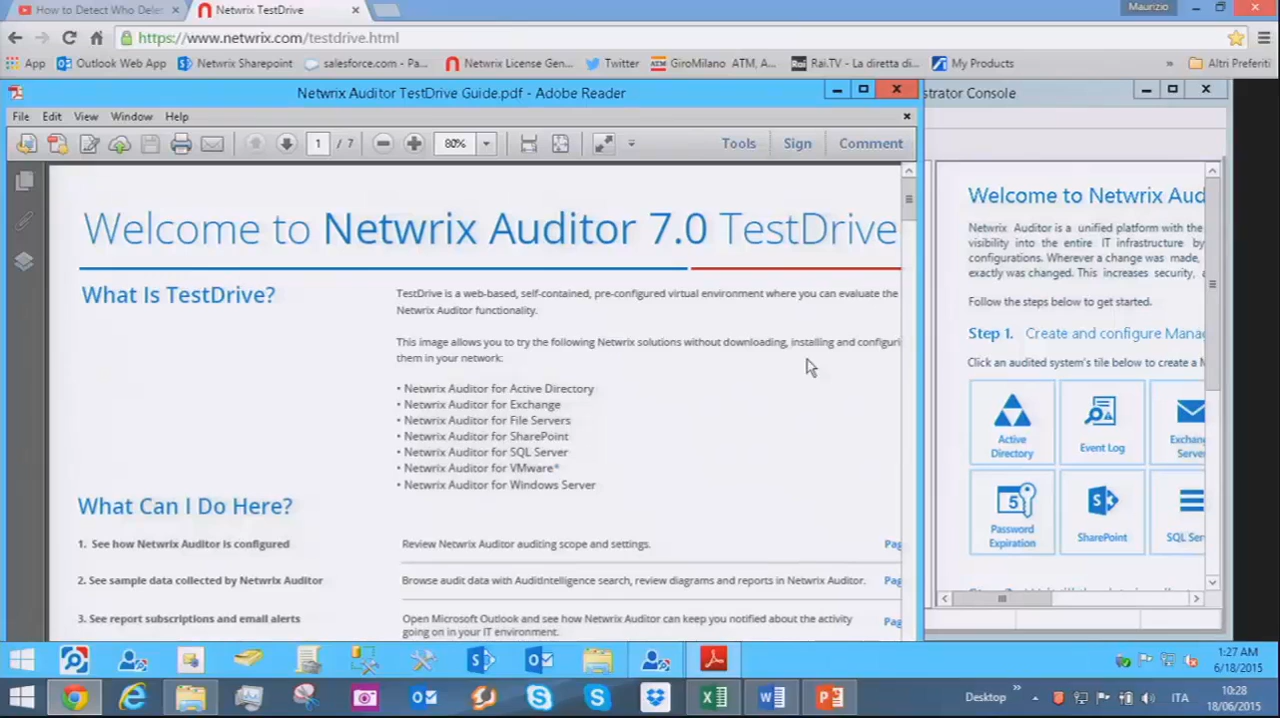 How to Detect Who Delet
Netwrix TestDrive
Maurizio
https://www.netwrix.com/testdrive.html
App
Outlook Web App
Netwrix Sharepoint
salesforce.com - Pa...
Netwrix License Gen...
Twitter
GiroMilano ATM, A...
Rai.TV - La diretta di...
My Products
»
Altri Preferiti
Netwrix Auditor TestDrive Guide.pdf - Adobe Reader
strator Console
File Edit View Window Help
1 / 7
80%
Tools
Sign
Comment
Welcome to Netwrix Auditor 7.0 TestDrive
What Is TestDrive?
TestDrive is a web-based, self-contained, pre-configured virtual environment where you can evaluate the
Netwrix Auditor functionality.
This image allows you to try the following Netwrix solutions without downloading, installing and configuri
them in your network:
• Netwrix Auditor for Active Directory
• Netwrix Auditor for Exchange
• Netwrix Auditor for File Servers
• Netwrix Auditor for SharePoint
• Netwrix Auditor for SQL Server
• Netwrix Auditor for VMware*
• Netwrix Auditor for Windows Server
What Can I Do Here?
1. See how Netwrix Auditor is configured
Review Netwrix Auditor auditing scope and settings.
Pag
2. See sample data collected by Netwrix Auditor
Browse audit data with AuditIntelligence search, review diagrams and reports in Netwrix Auditor.
Pag
3. See report subscriptions and email alerts
Open Microsoft Outlook and see how Netwrix Auditor can keep you notified about the activity
going on in your IT environment.
Pag
Welcome to Netwrix Aud
Netwrix Auditor is a unified platform with the
visibility into the entire IT infrastructure by
configurations. Wherever a change was made,
exactly was changed. This increases security, a
Follow the steps below to get started.
Step 1. Create and configure Mana
Click an audited system's tile below to create a M
Active
Directory
Event Log
Exchang
Server
Password
Expiration
SharePoint
SQL Ser
1:27 AM
6/18/2015
Desktop
»
ITA
10:28
18/06/2015